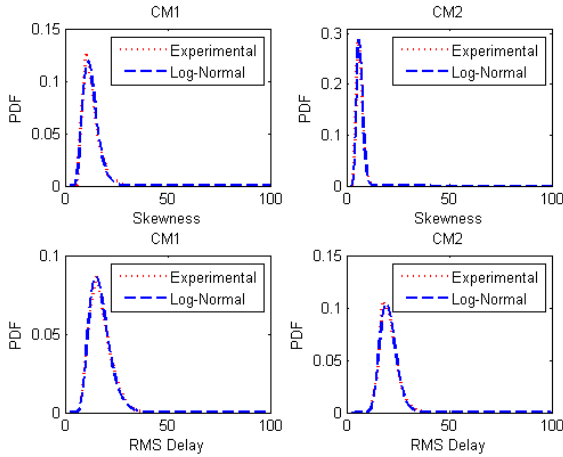 CM1
0.15
0.1
0.05
0
PDF
Experimental
Log-Normal
0
50
100
Skewness
CM2
0.3
0.2
0.1
0
PDF
Experimental
Log-Normal
0
50
100
Skewness
CM1
0.1
0.05
0
PDF
Experimental
Log-Normal
0
50
100
RMS Delay
CM2
0.15
0.1
0.05
0
PDF
Experimental
Log-Normal
0
50
100
RMS Delay